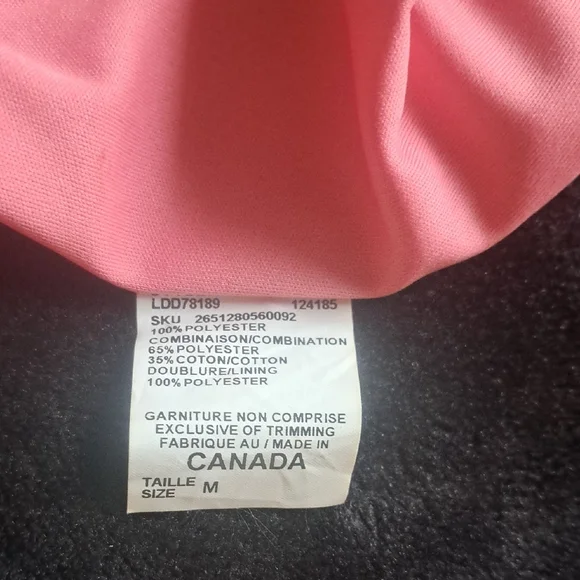 LDD78189 124185
SKU 2651280560092
100% POLYESTER
COMBINAISON/COMBINATION
65% POLYESTER
35% COTON/COTTON
DOUBLURE/LINING
100% POLYESTER
GARNITURE NON COMPRISE
EXCLUSIVE OF TRIMMING
FABRIQUE AU / MADE IN
CANADA
TAILLE
SIZE M